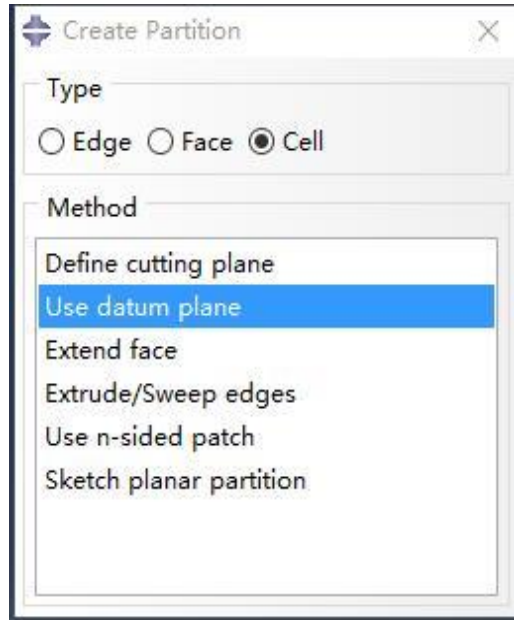 Create Partition
Type
Edge Face Cell
Method
Define cutting plane
Use datum plane
Extend face
Extrude/Sweep edges
Use n-sided patch
Sketch planar partition